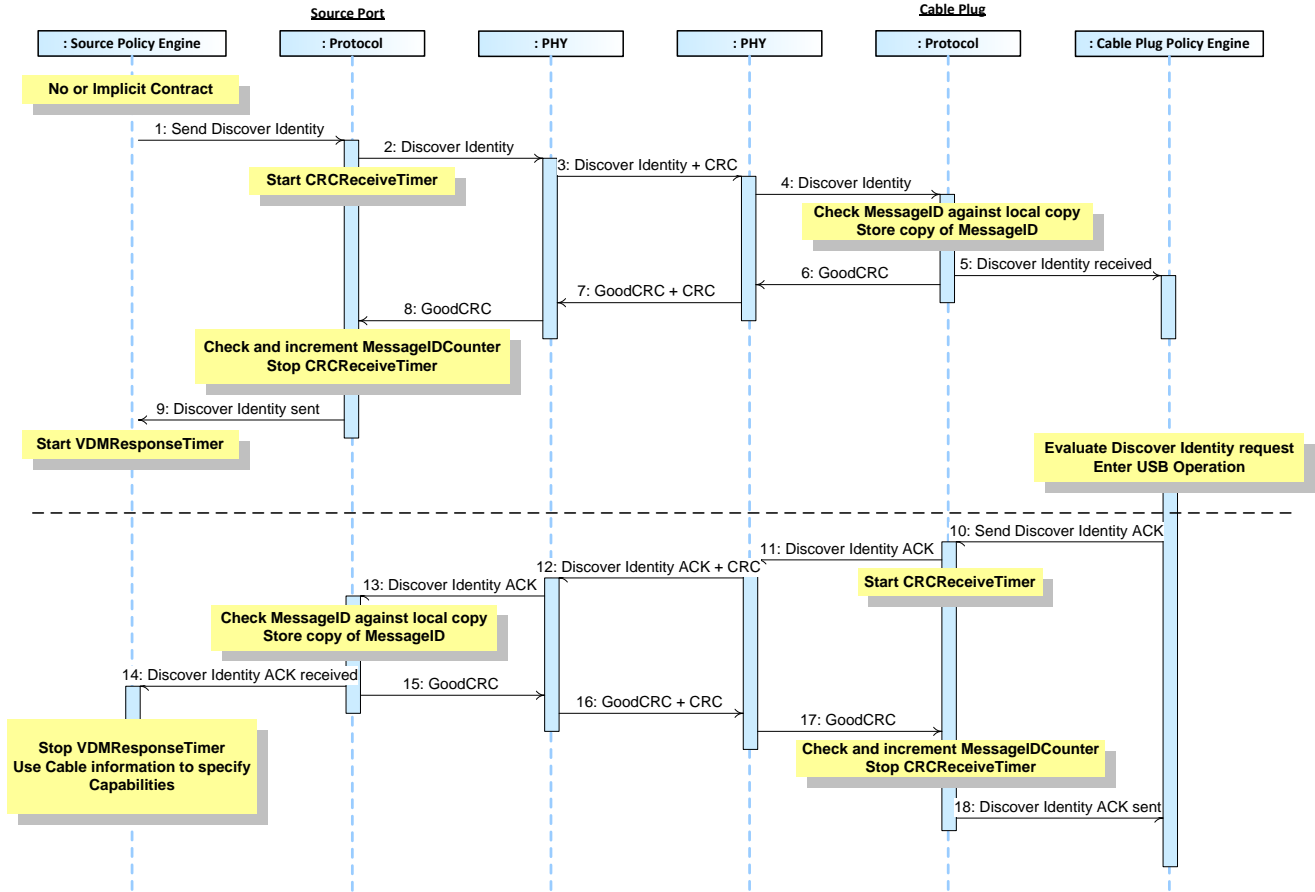 Source Port
Cable Plug
: Source Policy Engine
: Protocol
: PHY
: PHY
: Protocol
: Cable Plug Policy Engine
No or Implicit Contract
1: Send Discover Identity
2: Discover Identity
3: Discover Identity + CRC
Start CRCReceiveTimer
4: Discover Identity
Check MessageID against local copy
Store copy of MessageID
5: Discover Identity received
6: GoodCRC
7: GoodCRC + CRC
8: GoodCRC
Check and increment MessageIDCounter
Stop CRCReceiveTimer
9: Discover Identity sent
Start VDMResponseTimer
Evaluate Discover Identity request
Enter USB Operation
10: Send Discover Identity ACK
11: Discover Identity ACK
12: Discover Identity ACK + CRC
Start CRCReceiveTimer
13: Discover Identity ACK
Check MessageID against local copy
Store copy of MessageID
14: Discover Identity ACK received
15: GoodCRC
16: GoodCRC + CRC
17: GoodCRC
Stop VDMResponseTimer
Use Cable information to specify
Capabilities
Check and increment MessageIDCounter
Stop CRCReceiveTimer
18: Discover Identity ACK sent